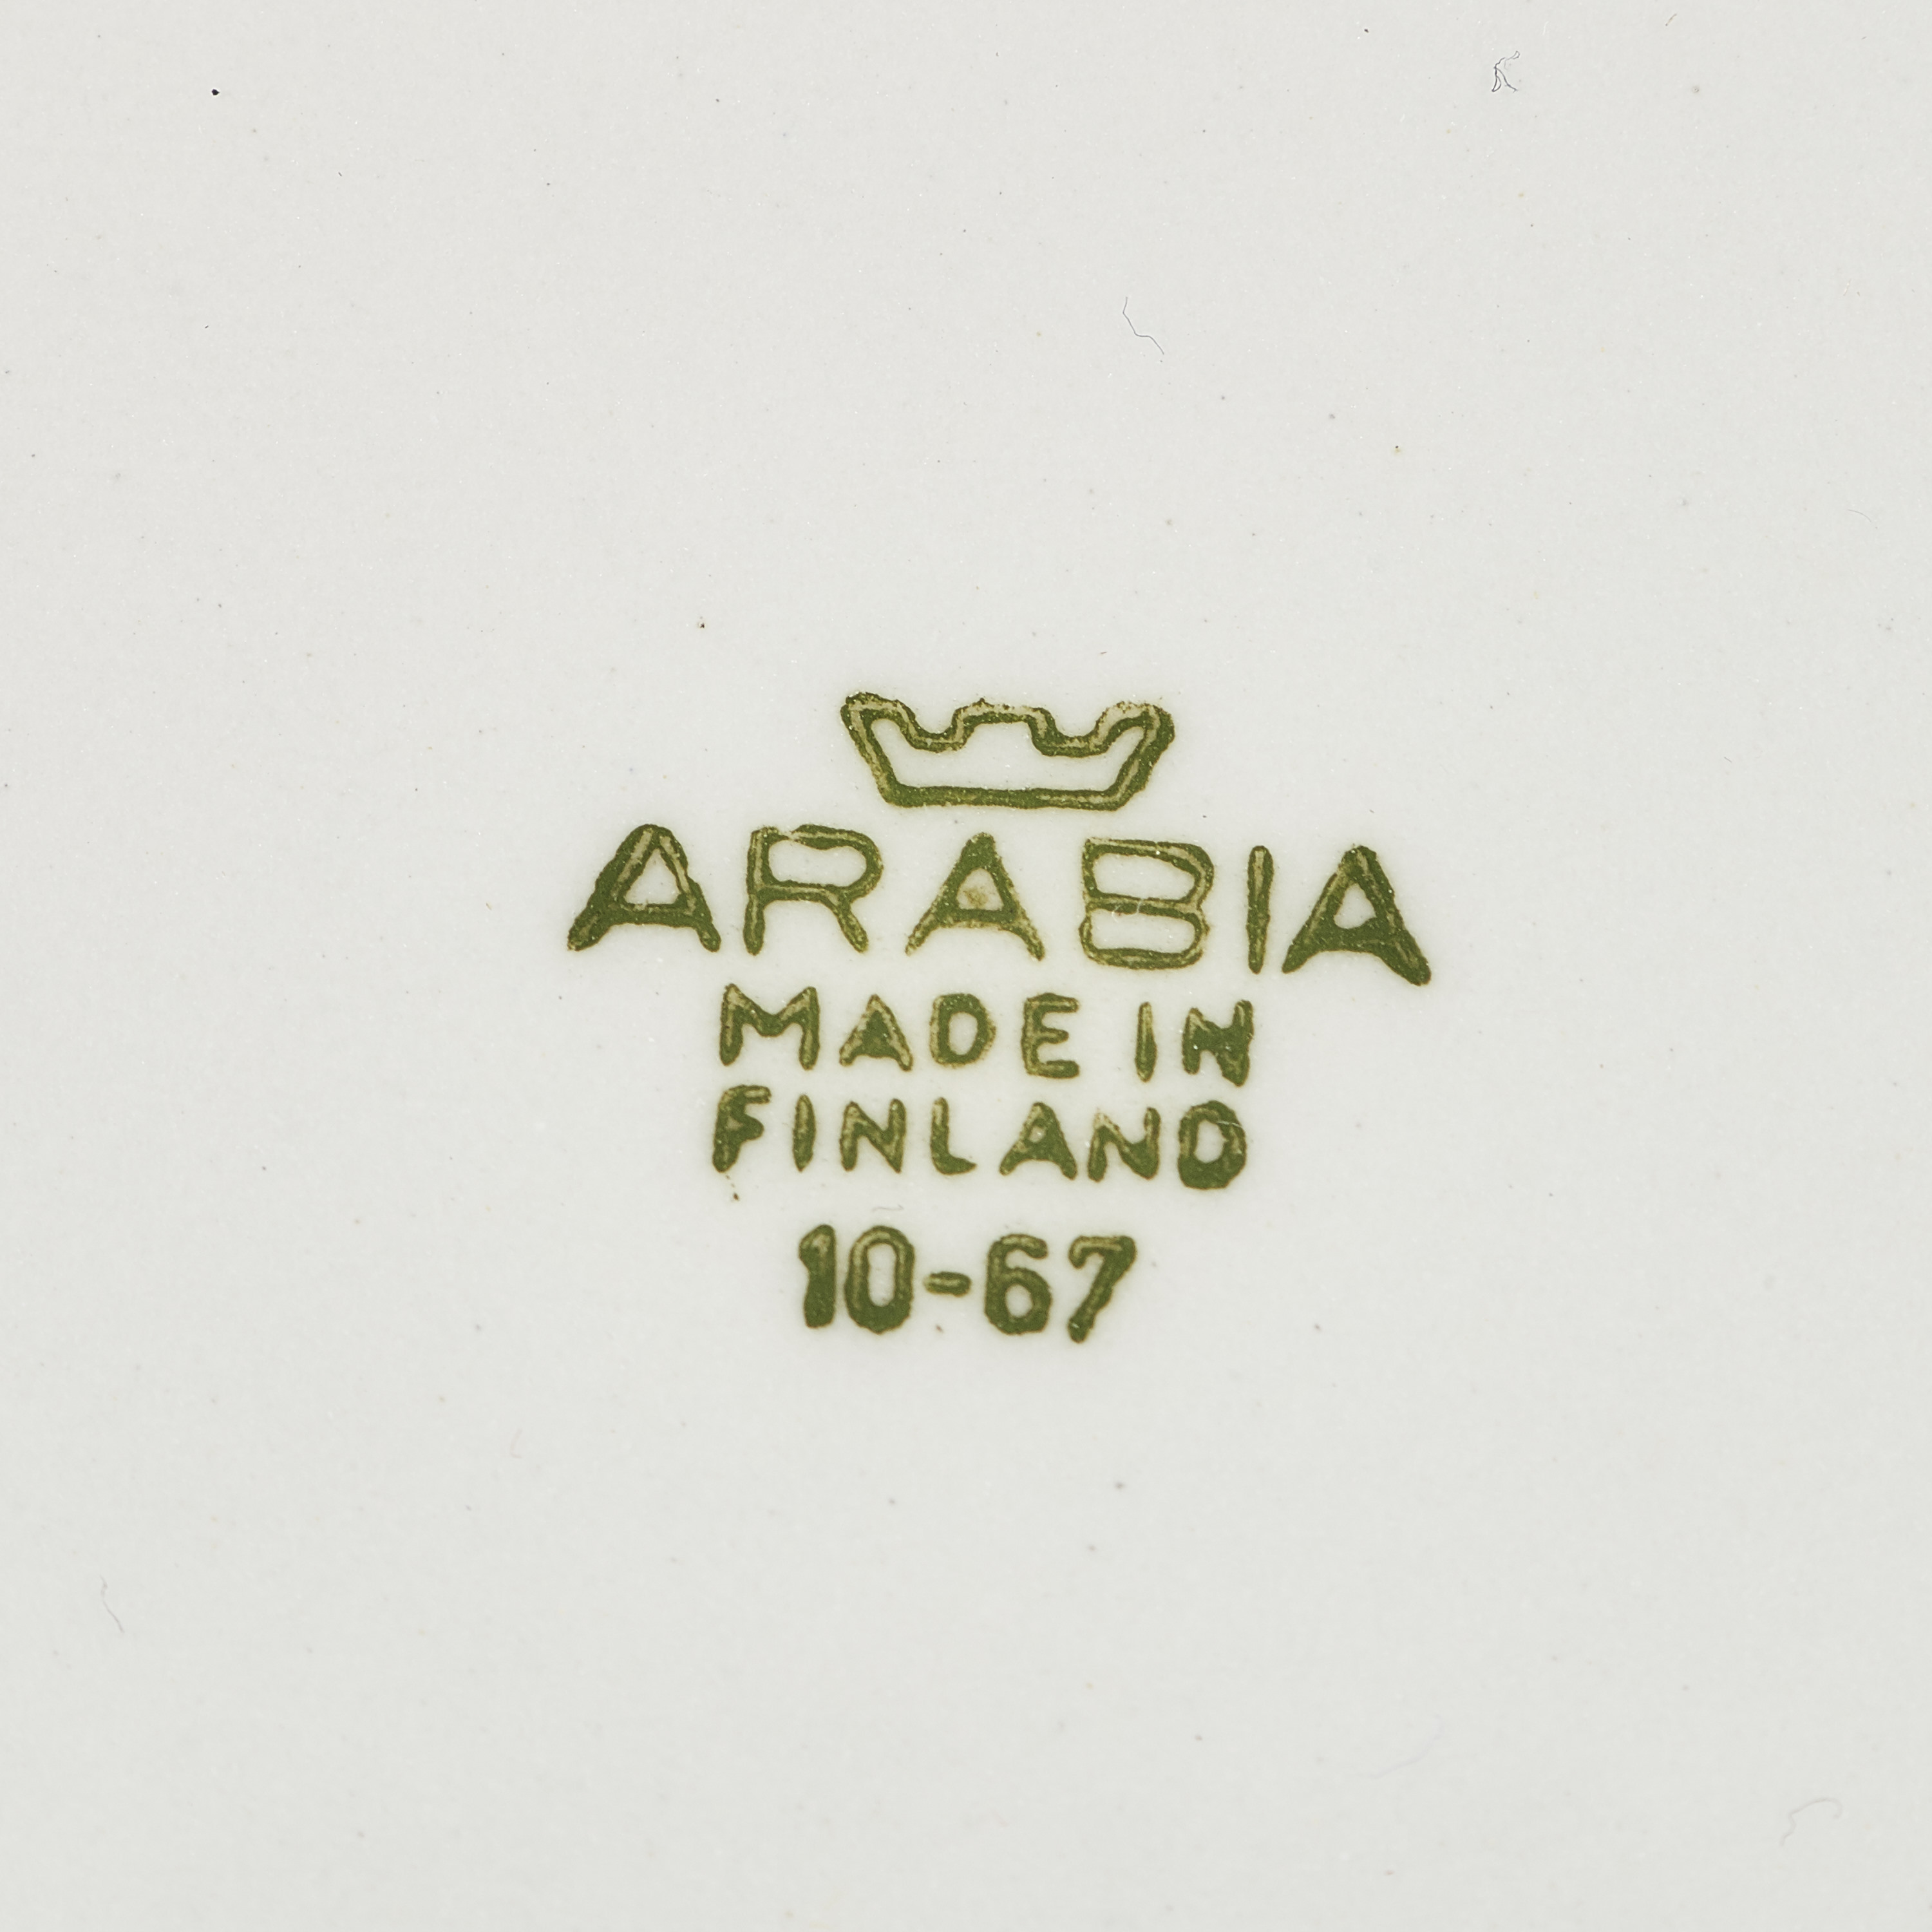 ARABIA
MADE IN
FINLAND
10-67